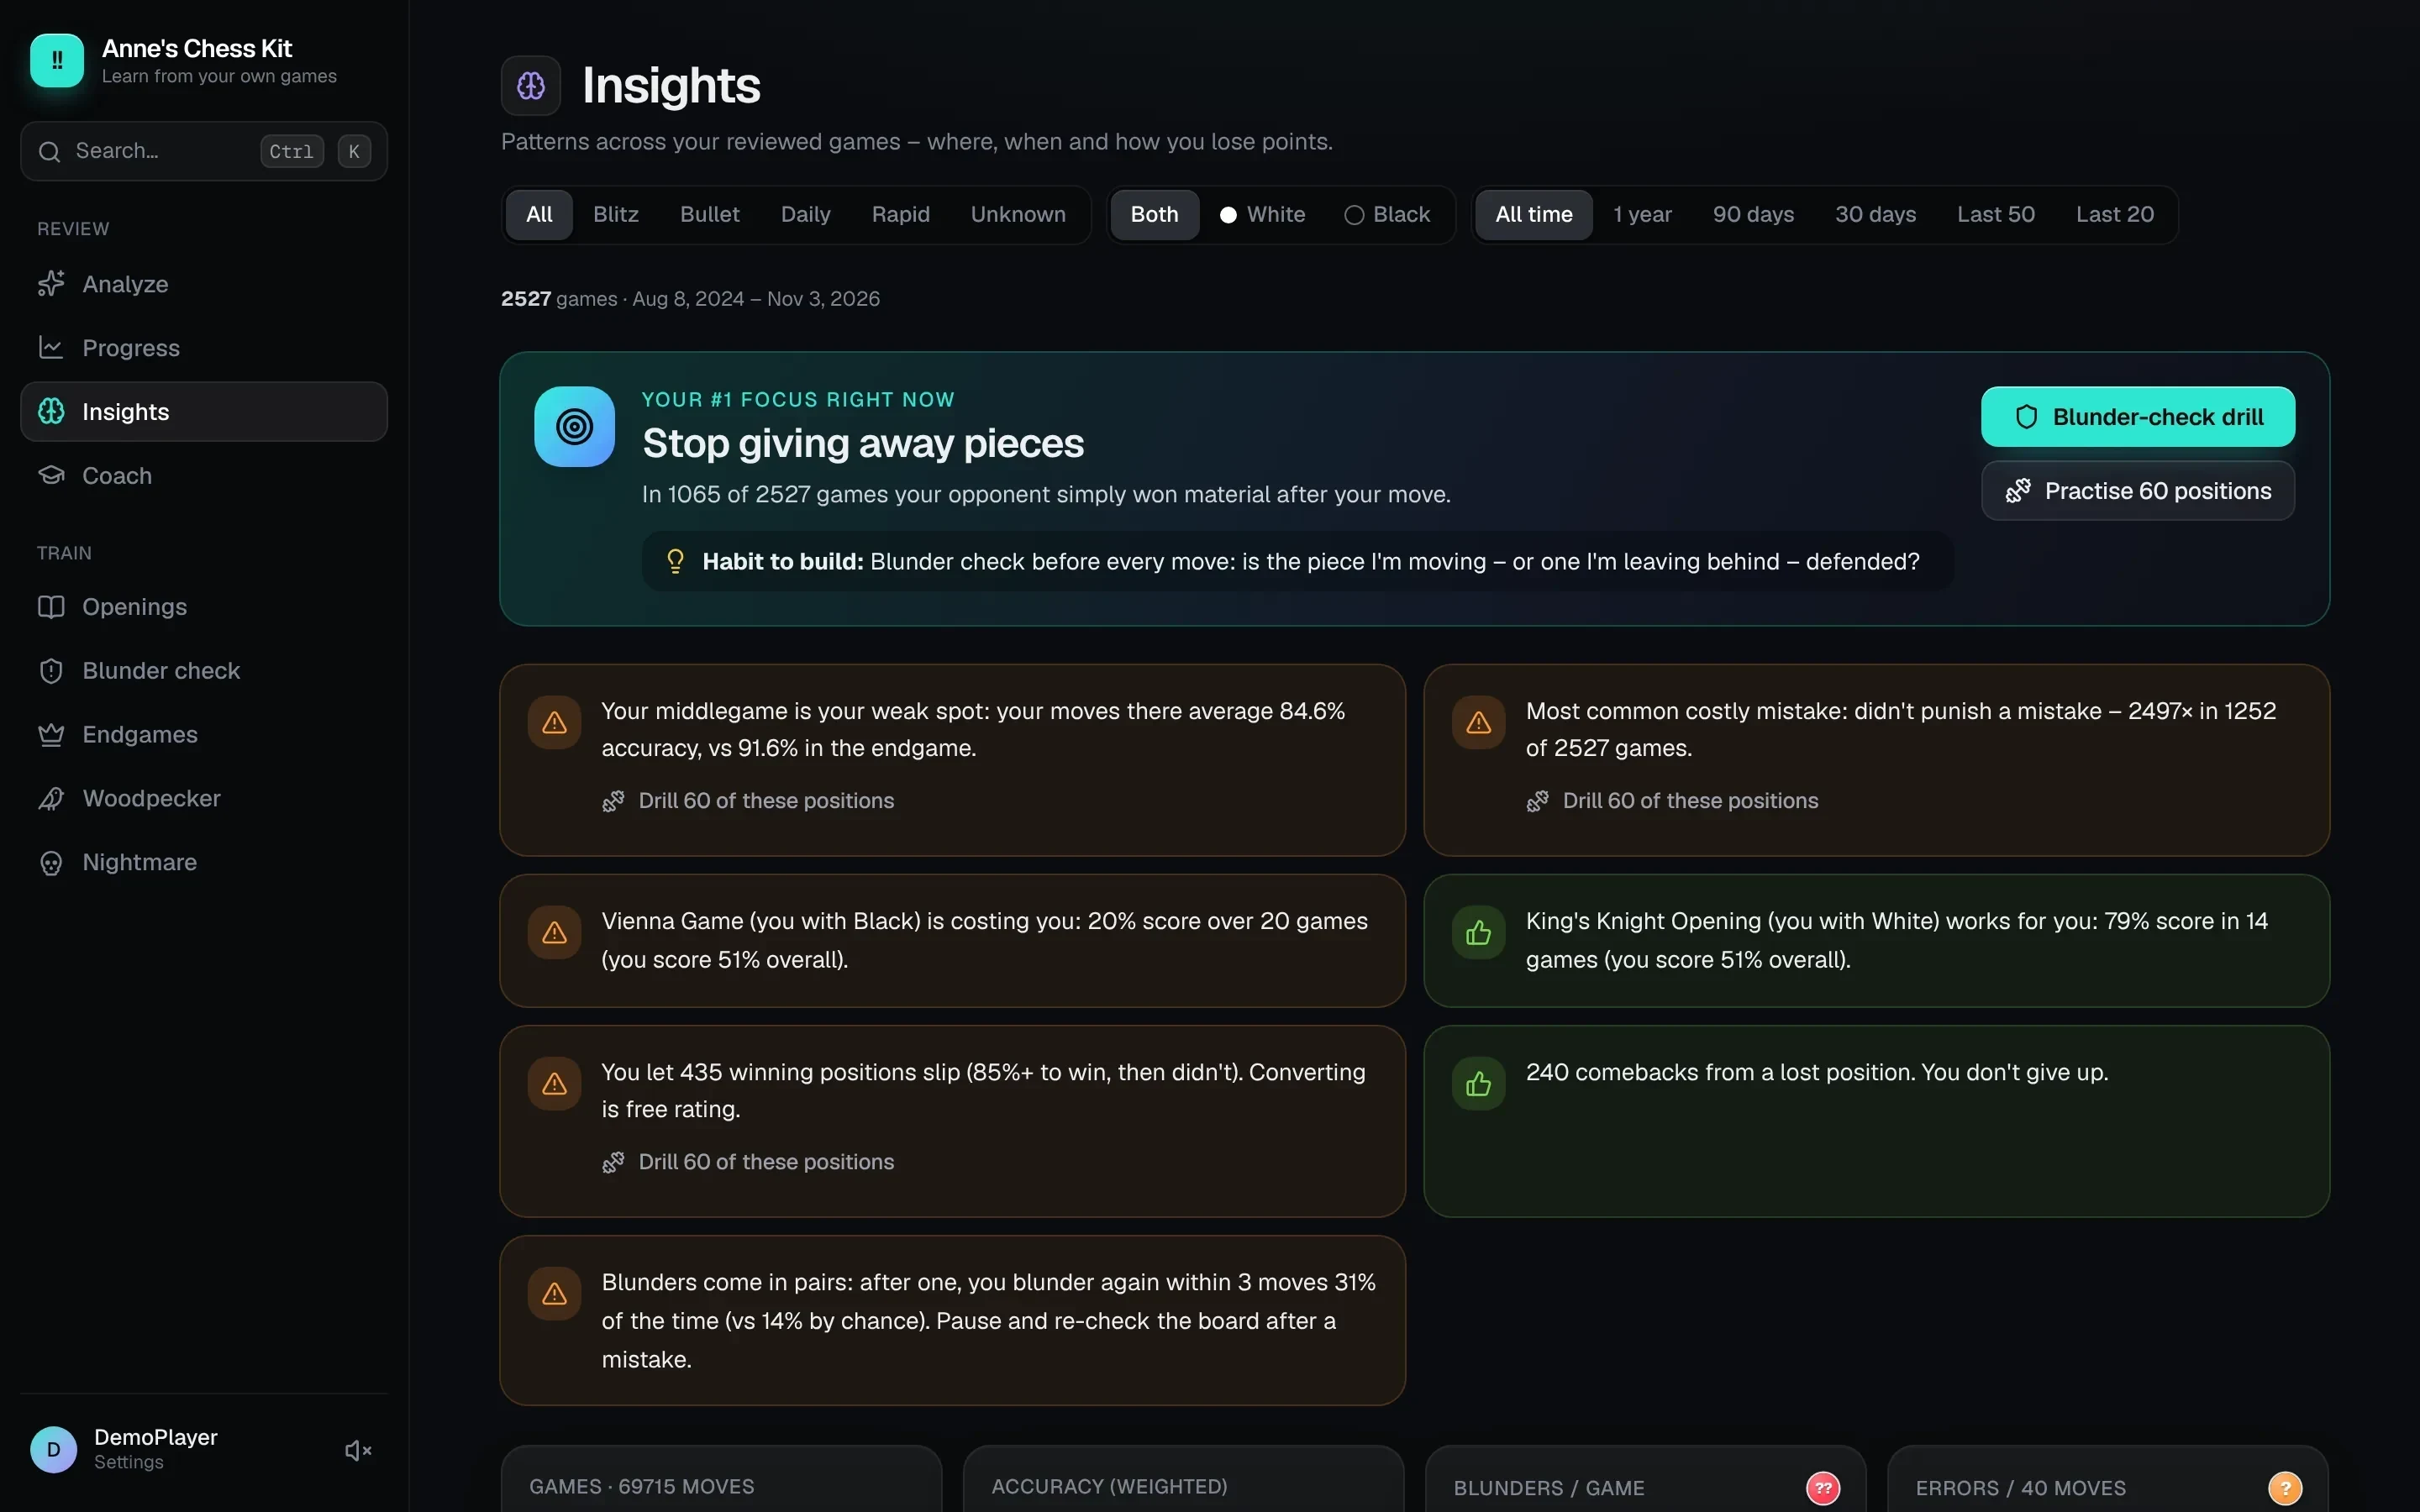 !!
Anne's Chess Kit
Learn from your own games
Search…
Ctrl
K
REVIEW
Analyze
Progress
Insights
Coach
TRAIN
Openings
Blunder check
Endgames
Woodpecker
Nightmare
D
DemoPlayer
Settings
Insights
Patterns across your reviewed games – where, when and how you lose points.
All Blitz Bullet Daily Rapid Unknown
Both White Black
All time 1 year 90 days 30 days Last 50 Last 20
2527 games · Aug 8, 2024 – Nov 3, 2026
YOUR #1 FOCUS RIGHT NOW
Stop giving away pieces
In 1065 of 2527 games your opponent simply won material after your move.
Habit to build: Blunder check before every move: is the piece I'm moving – or one I'm leaving behind – defended?
Blunder-check drill
Practise 60 positions
Your middlegame is your weak spot: your moves there average 84.6%
accuracy, vs 91.6% in the endgame.
Drill 60 of these positions
Most common costly mistake: didn't punish a mistake – 2497× in 1252
of 2527 games.
Drill 60 of these positions
Vienna Game (you with Black) is costing you: 20% score over 20 games
(you score 51% overall).
King's Knight Opening (you with White) works for you: 79% score in 14
games (you score 51% overall).
You let 435 winning positions slip (85%+ to win, then didn't). Converting
is free rating.
Drill 60 of these positions
240 comebacks from a lost position. You don't give up.
Blunders come in pairs: after one, you blunder again within 3 moves 31%
of the time (vs 14% by chance). Pause and re-check the board after a
mistake.
GAMES · 69715 MOVES
ACCURACY (WEIGHTED)
BLUNDERS / GAME
??
ERRORS / 40 MOVES
?